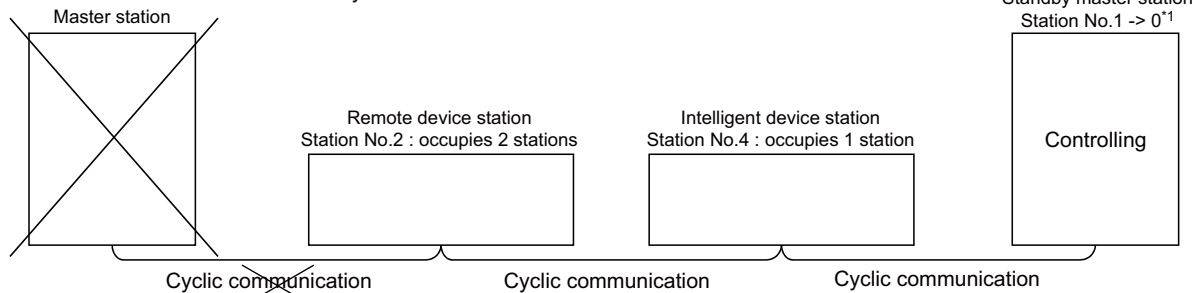 Standby master station
Master station
Station No.1 -> 0*1
Remote device station
Station No.2 : occupies 2 stations
Intelligent device station
Station No.4 : occupies 1 station
Controlling
Cyclic communication
Cyclic communication
Cyclic communication